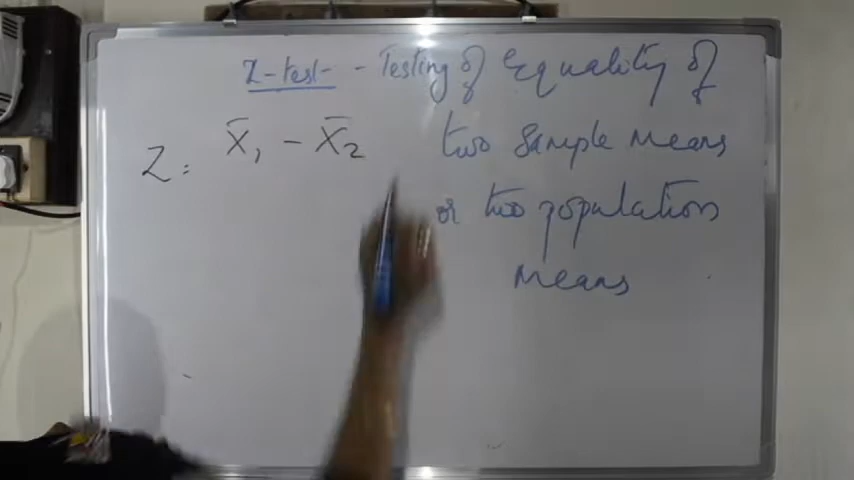 Z-test - Testing of Equality of
two Sample Means
or two population
Means
Z = X̄₁ - X̄₂